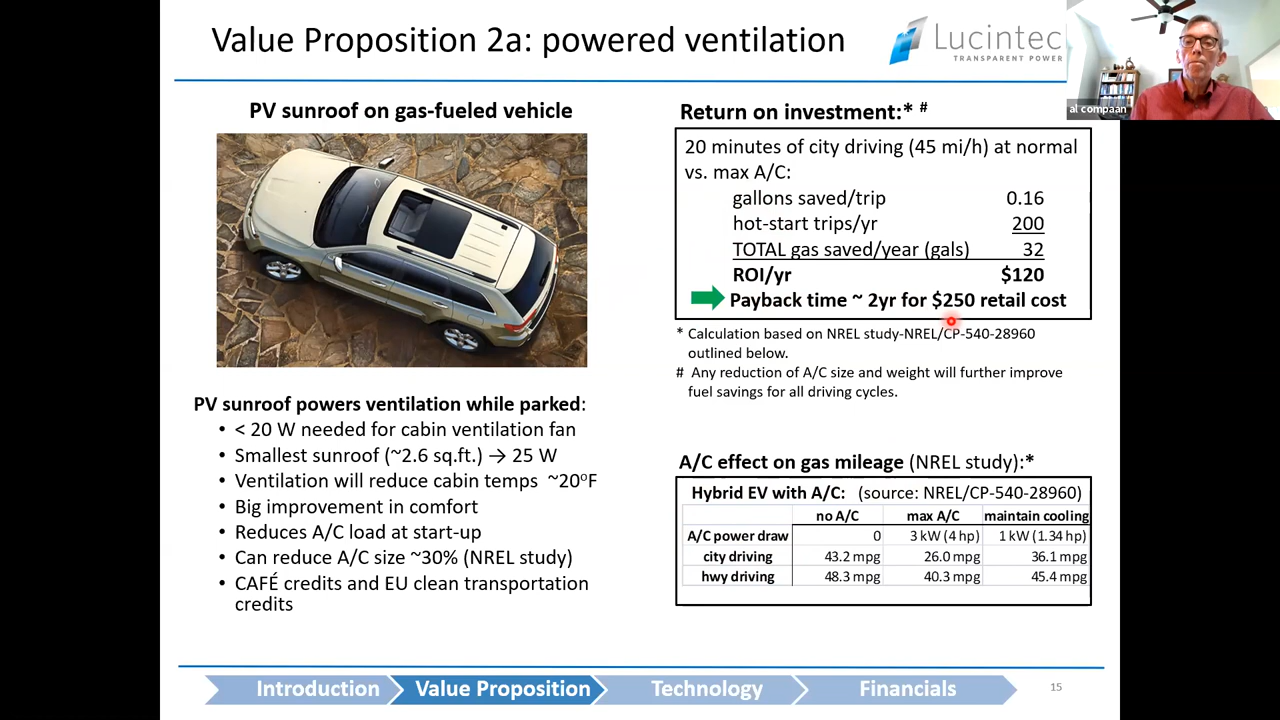 Value Proposition 2a: powered ventilation
Lucintec
TRANSPARENT POWER
al compaan
PV sunroof on gas-fueled vehicle
PV sunroof powers ventilation while parked:
• < 20 W needed for cabin ventilation fan
• Smallest sunroof (~2.6 sq.ft.) → 25 W
• Ventilation will reduce cabin temps ~20°F
• Big improvement in comfort
• Reduces A/C load at start-up
• Can reduce A/C size ~30% (NREL study)
• CAFÉ credits and EU clean transportation
credits
Return on investment:* #
20 minutes of city driving (45 mi/h) at normal
vs. max A/C:
gallons saved/trip 0.16
hot-start trips/yr 200
TOTAL gas saved/year (gals) 32
ROI/yr $120
Payback time ~ 2yr for $250 retail cost
* Calculation based on NREL study-NREL/CP-540-28960
outlined below.
# Any reduction of A/C size and weight will further improve
fuel savings for all driving cycles.
A/C effect on gas mileage (NREL study):*
Hybrid EV with A/C: (source: NREL/CP-540-28960)
no A/C max A/C maintain cooling
A/C power draw 0 3 kW (4 hp) 1 kW (1.34 hp)
city driving 43.2 mpg 26.0 mpg 36.1 mpg
hwy driving 48.3 mpg 40.3 mpg 45.4 mpg
Introduction Value Proposition Technology Financials 15